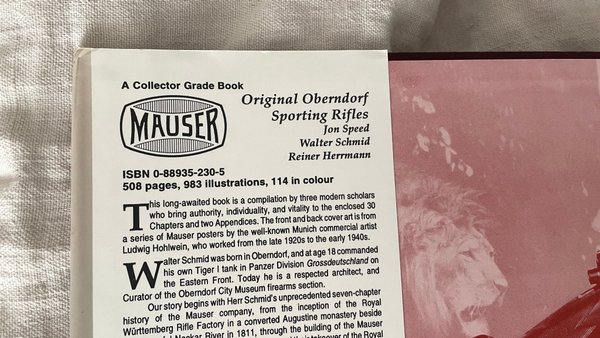 A Collector Grade Book
MAUSER
Original Oberndorf
Sporting Rifles
Jon Speed
Walter Schmid
Reiner Herrmann
ISBN 0-88935-230-5
508 pages, 983 illustrations, 114 in colour
This long-awaited book is a compilation by three modern scholars
who bring authority, individuality, and vitality to the enclosed 30
Chapters and two Appendices. The front and back cover art is from
a series of Mauser posters by the well-known Munich commercial artist
Ludwig Hohlwein, who worked from the late 1920s to the early 1940s.
Walter Schmid was born in Oberndorf, and at age 18 commanded
his own Tiger I tank in Panzer Division Grossdeutschland on
the Eastern Front. Today he is a respected architect, and
Curator of the Oberndorf City Museum firearms section.
Our story begins with Herr Schmid's unprecedented seven-chapter
history of the Mauser company, from the inception of the Royal
Württemberg Rifle Factory in a converted Augustine monastery beside
Neckar River in 1811, through the building of the Mauser
takeover of the Royal